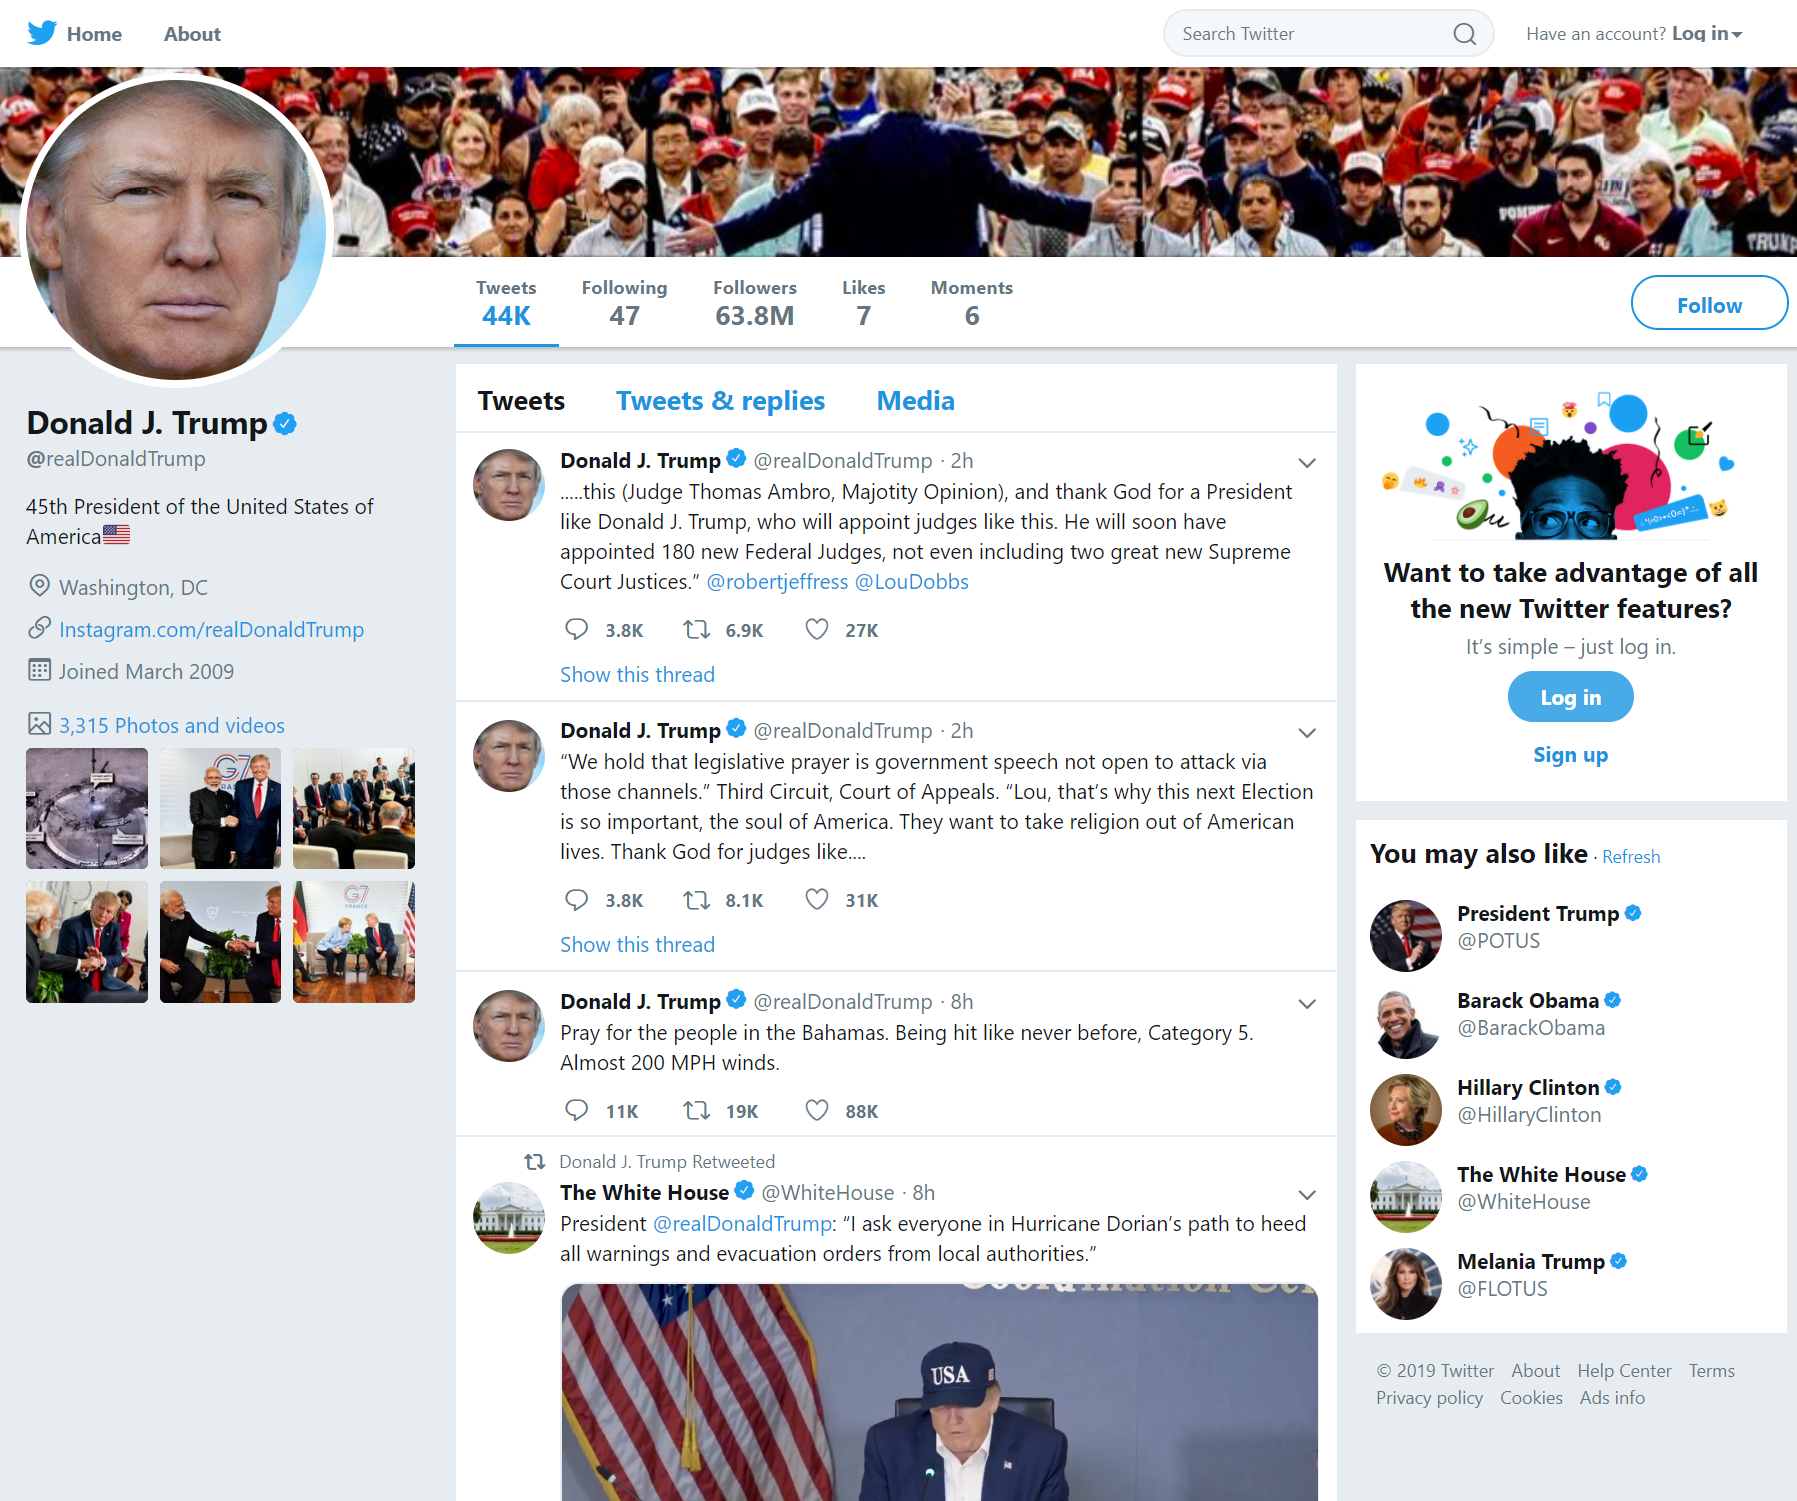 Home About Search Twitter Have an account? Log in
POMPE
TRUMP
Tweets Following Followers Likes Moments
44K 47 63.8M 7 6
Follow
Donald J. Trump
@realDonaldTrump
45th President of the United States of
America🇺🇸
Washington, DC
Instagram.com/realDonaldTrump
Joined March 2009
3,315 Photos and videos
G7
G7
G7
FRANCE
Tweets Tweets & replies Media
Donald J. Trump @realDonaldTrump · 2h
.....this (Judge Thomas Ambro, Majotity Opinion), and thank God for a President
like Donald J. Trump, who will appoint judges like this. He will soon have
appointed 180 new Federal Judges, not even including two great new Supreme
Court Justices.” @robertjeffress @LouDobbs
3.8K 6.9K 27K
Show this thread
Donald J. Trump @realDonaldTrump · 2h
“We hold that legislative prayer is government speech not open to attack via
those channels.” Third Circuit, Court of Appeals. “Lou, that’s why this next Election
is so important, the soul of America. They want to take religion out of American
lives. Thank God for judges like....
3.8K 8.1K 31K
Show this thread
Donald J. Trump @realDonaldTrump · 8h
Pray for the people in the Bahamas. Being hit like never before, Category 5.
Almost 200 MPH winds.
11K 19K 88K
Donald J. Trump Retweeted
The White House @WhiteHouse · 8h
President @realDonaldTrump: “I ask everyone in Hurricane Dorian’s path to heed
all warnings and evacuation orders from local authorities.”
Coordination Cen
USA
Want to take advantage of all
the new Twitter features?
It’s simple – just log in.
Log in
Sign up
You may also like · Refresh
President Trump
@POTUS
Barack Obama
@BarackObama
Hillary Clinton
@HillaryClinton
The White House
@WhiteHouse
Melania Trump
@FLOTUS
© 2019 Twitter About Help Center Terms
Privacy policy Cookies Ads info